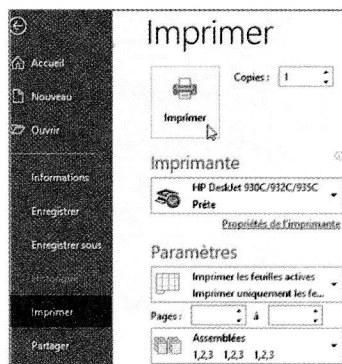 Imprimer
Accueil
Nouveau
Ouvrir
Informations
Enregistrer
Enregistrer sous
Imprimer
Partager
Copies : 1
Imprimer
Imprimante
HP DeskJet 930C/932C/935C
Prête
Propriétés de l'imprimante
Paramètres
Imprimer les feuilles actives
Imprimer uniquement les fe...
Pages : à
Assemblées
1,2,3 1,2,3 1,2,3